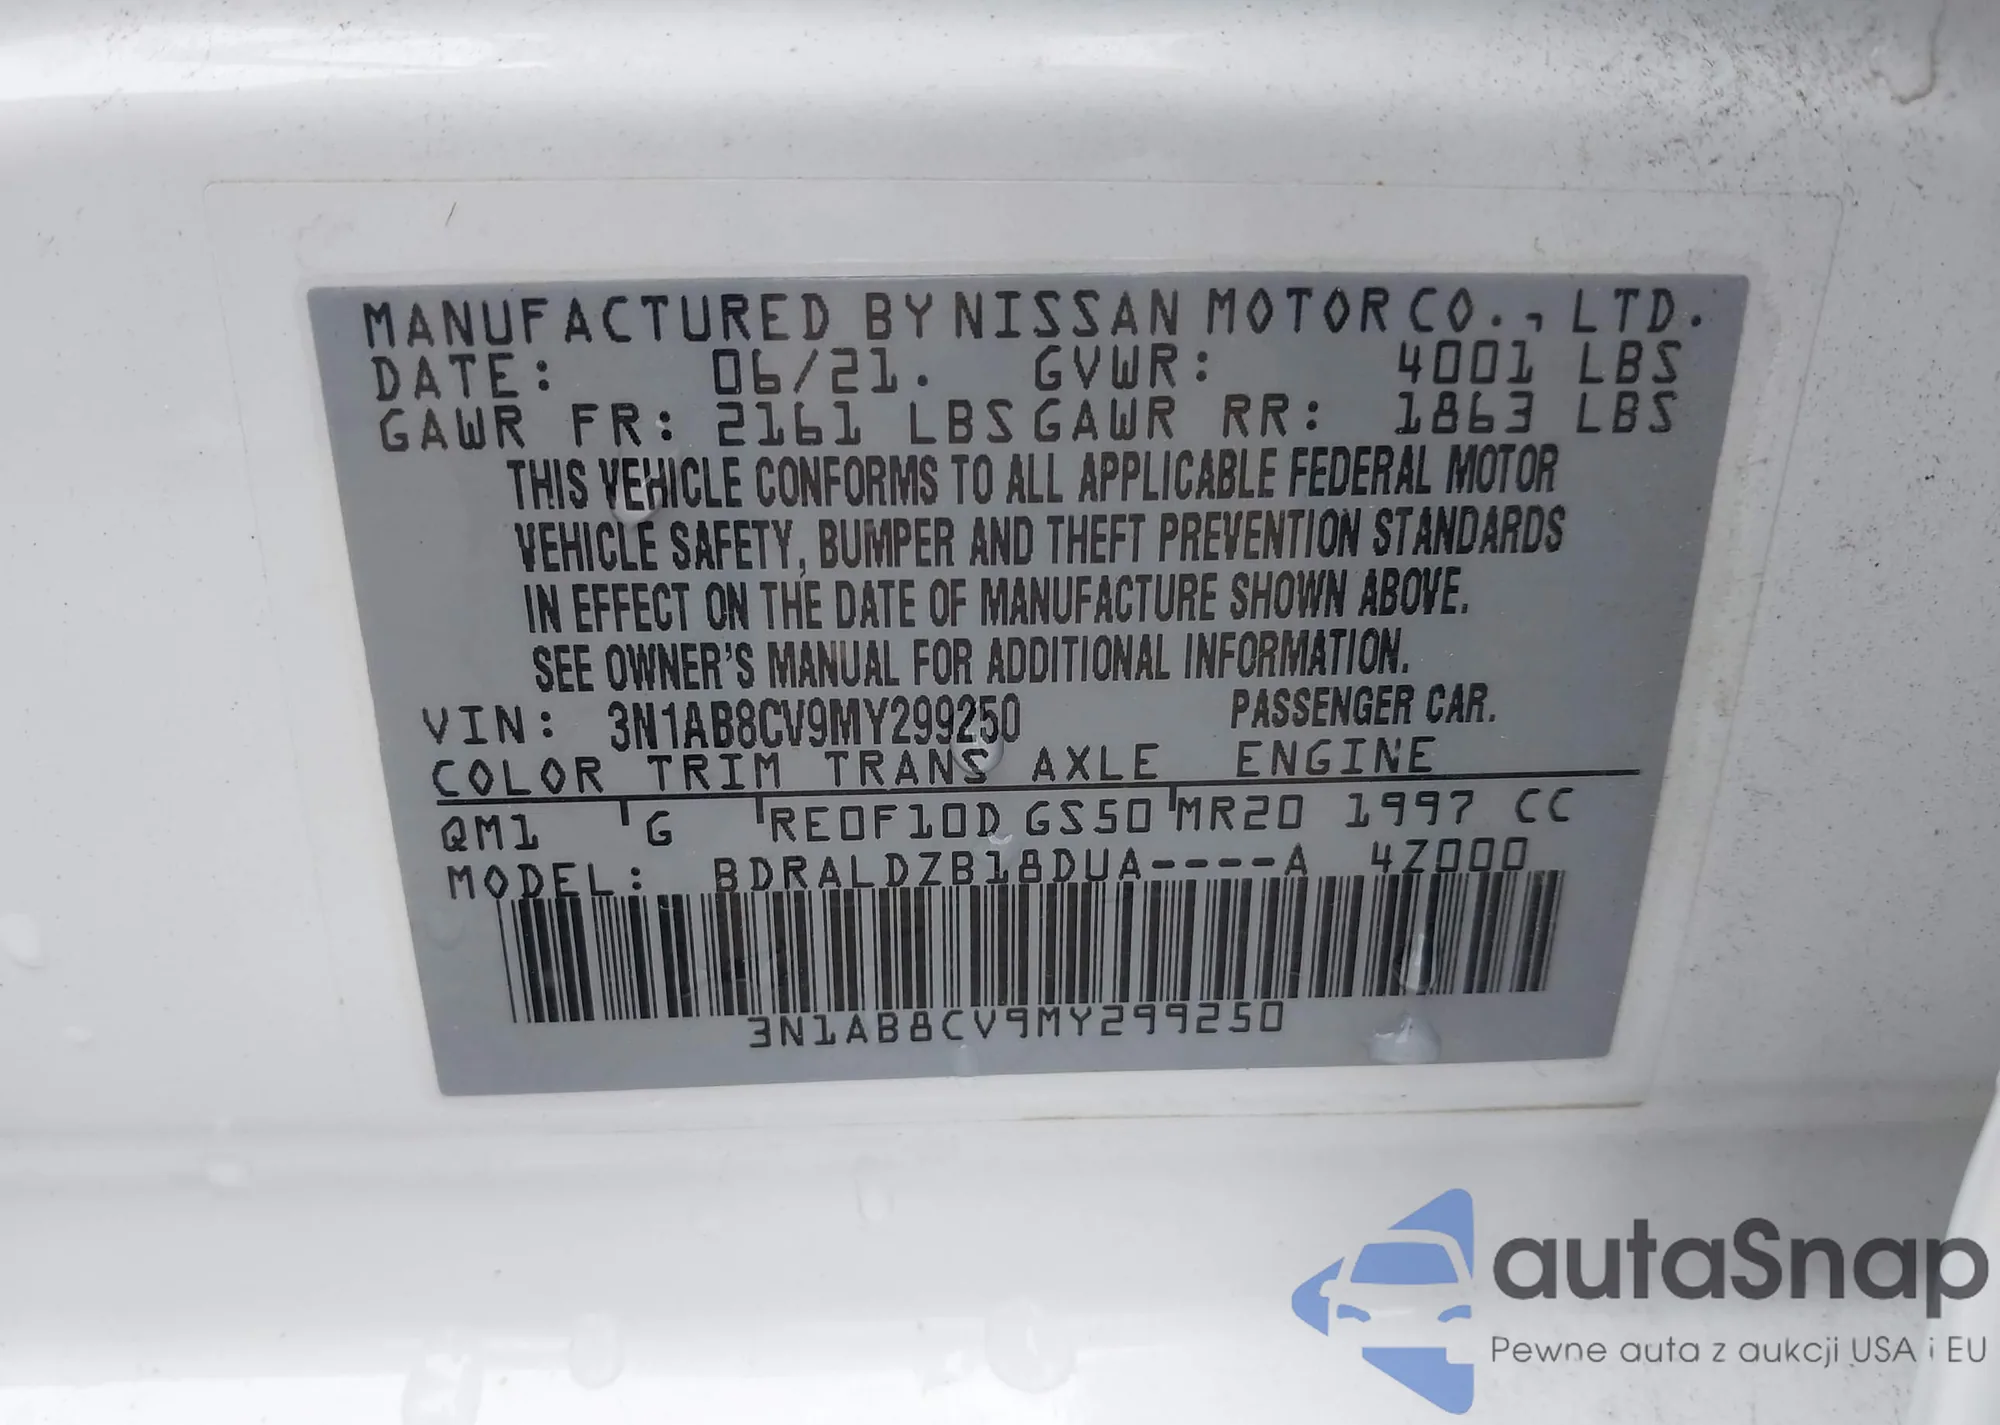 MANUFACTURED BY NISSAN MOTOR CO., LTD.
DATE: 06/21. GVWR: 4001 LBS
GAWR FR: 2161 LBS GAWR RR: 1863 LBS
THIS VEHICLE CONFORMS TO ALL APPLICABLE FEDERAL MOTOR
VEHICLE SAFETY, BUMPER AND THEFT PREVENTION STANDARDS
IN EFFECT ON THE DATE OF MANUFACTURE SHOWN ABOVE.
SEE OWNER'S MANUAL FOR ADDITIONAL INFORMATION.
VIN: 3N1AB8CV9MY299250 PASSENGER CAR.
COLOR TRIM TRANS AXLE ENGINE
QM1 G RE0F10D GS50 MR20 1997 CC
MODEL: BDRALDZB18DUA----A 4Z000
3N1AB8CV9MY299250
autaSnap
Pewne auta z aukcji USA i EU